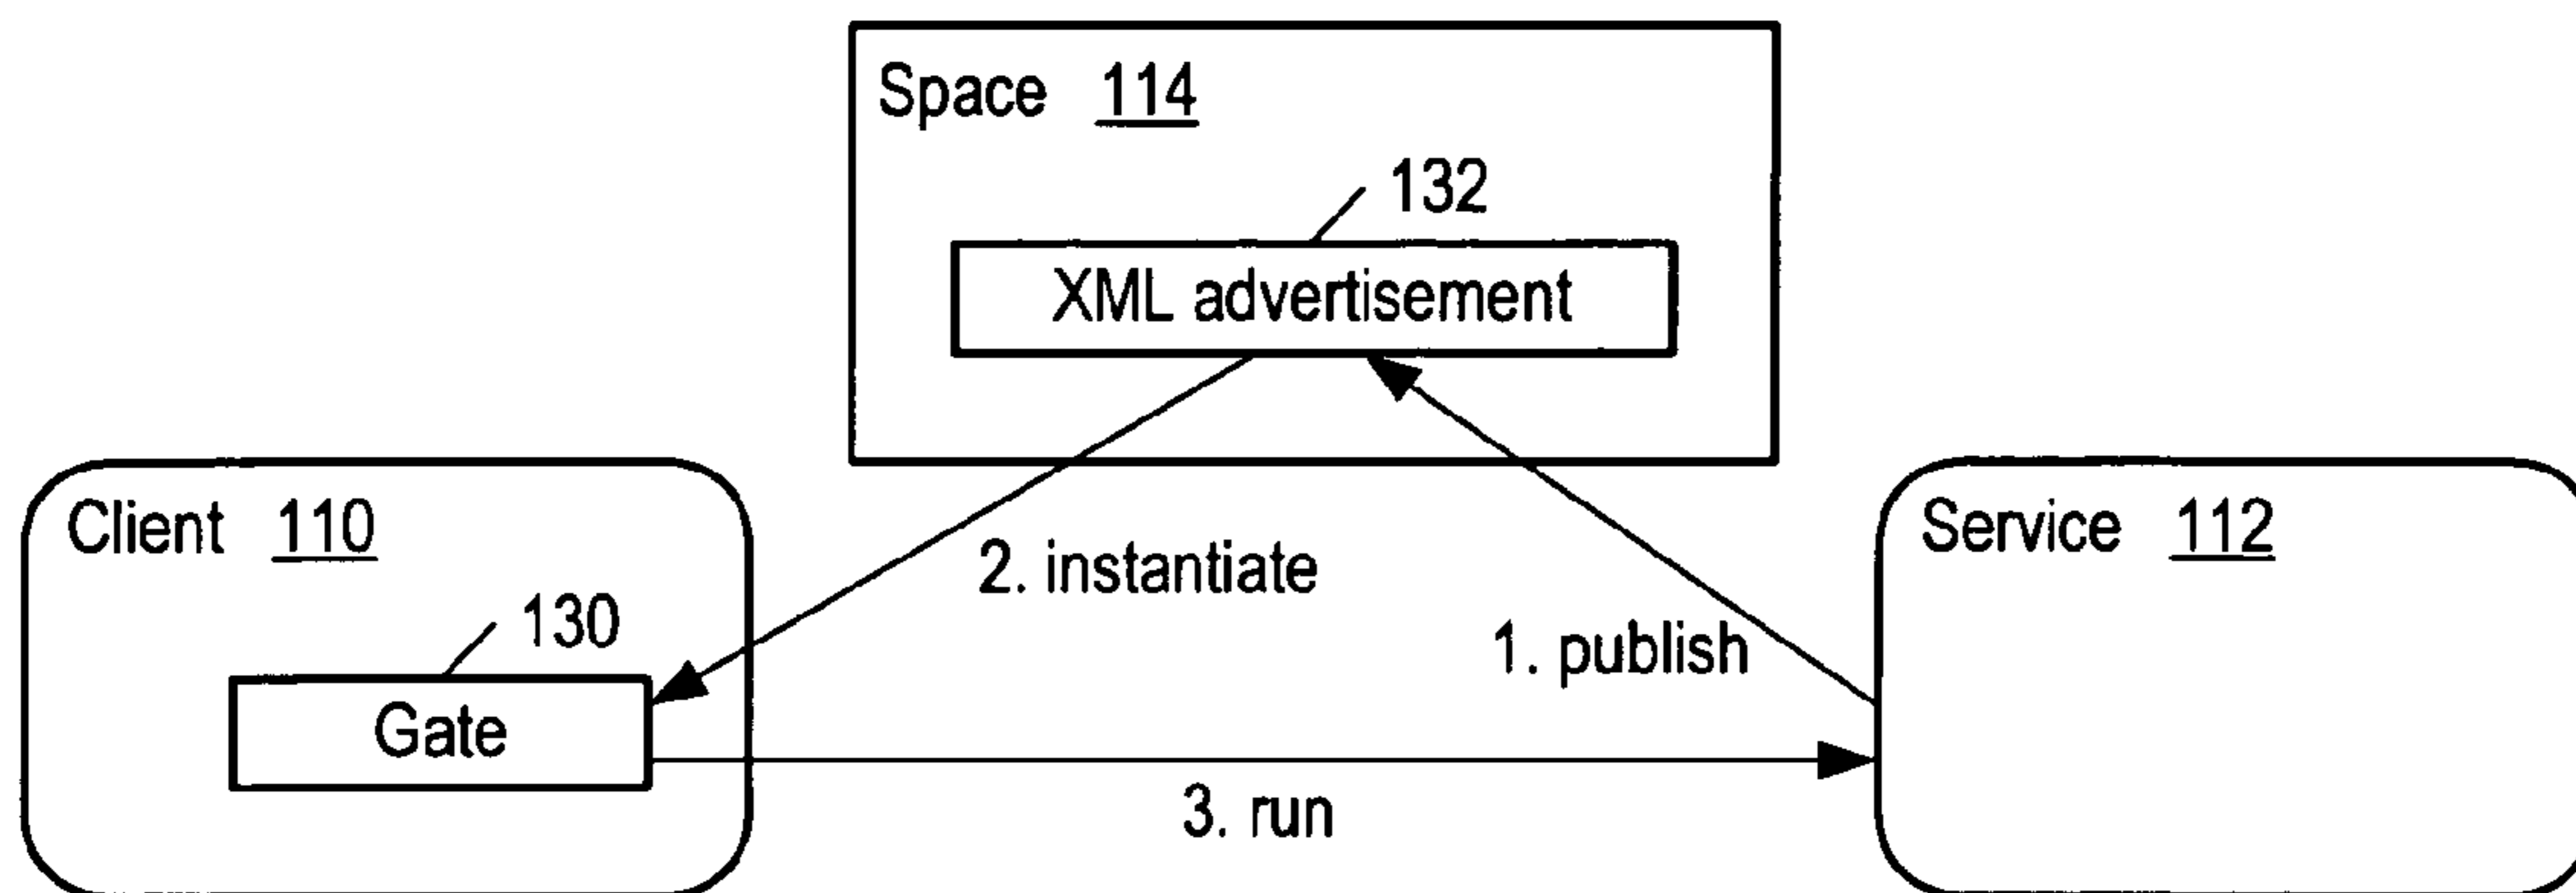 Space 114
132
XML advertisement
Client 110
Service 112
2. instantiate
130
1. publish
Gate
3. run